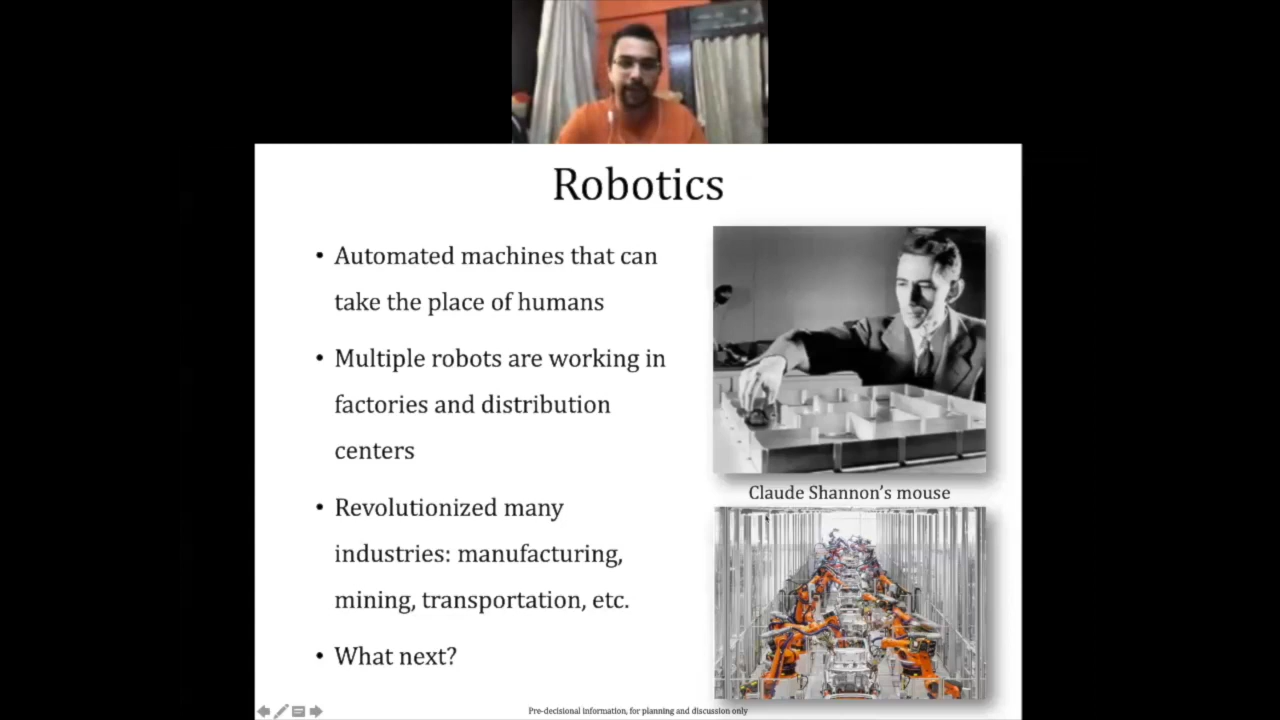 Robotics
• Automated machines that can
take the place of humans
• Multiple robots are working in
factories and distribution
centers
• Revolutionized many
industries: manufacturing,
mining, transportation, etc.
• What next?
Claude Shannon’s mouse
Pre-decisional information, for planning and discussion only